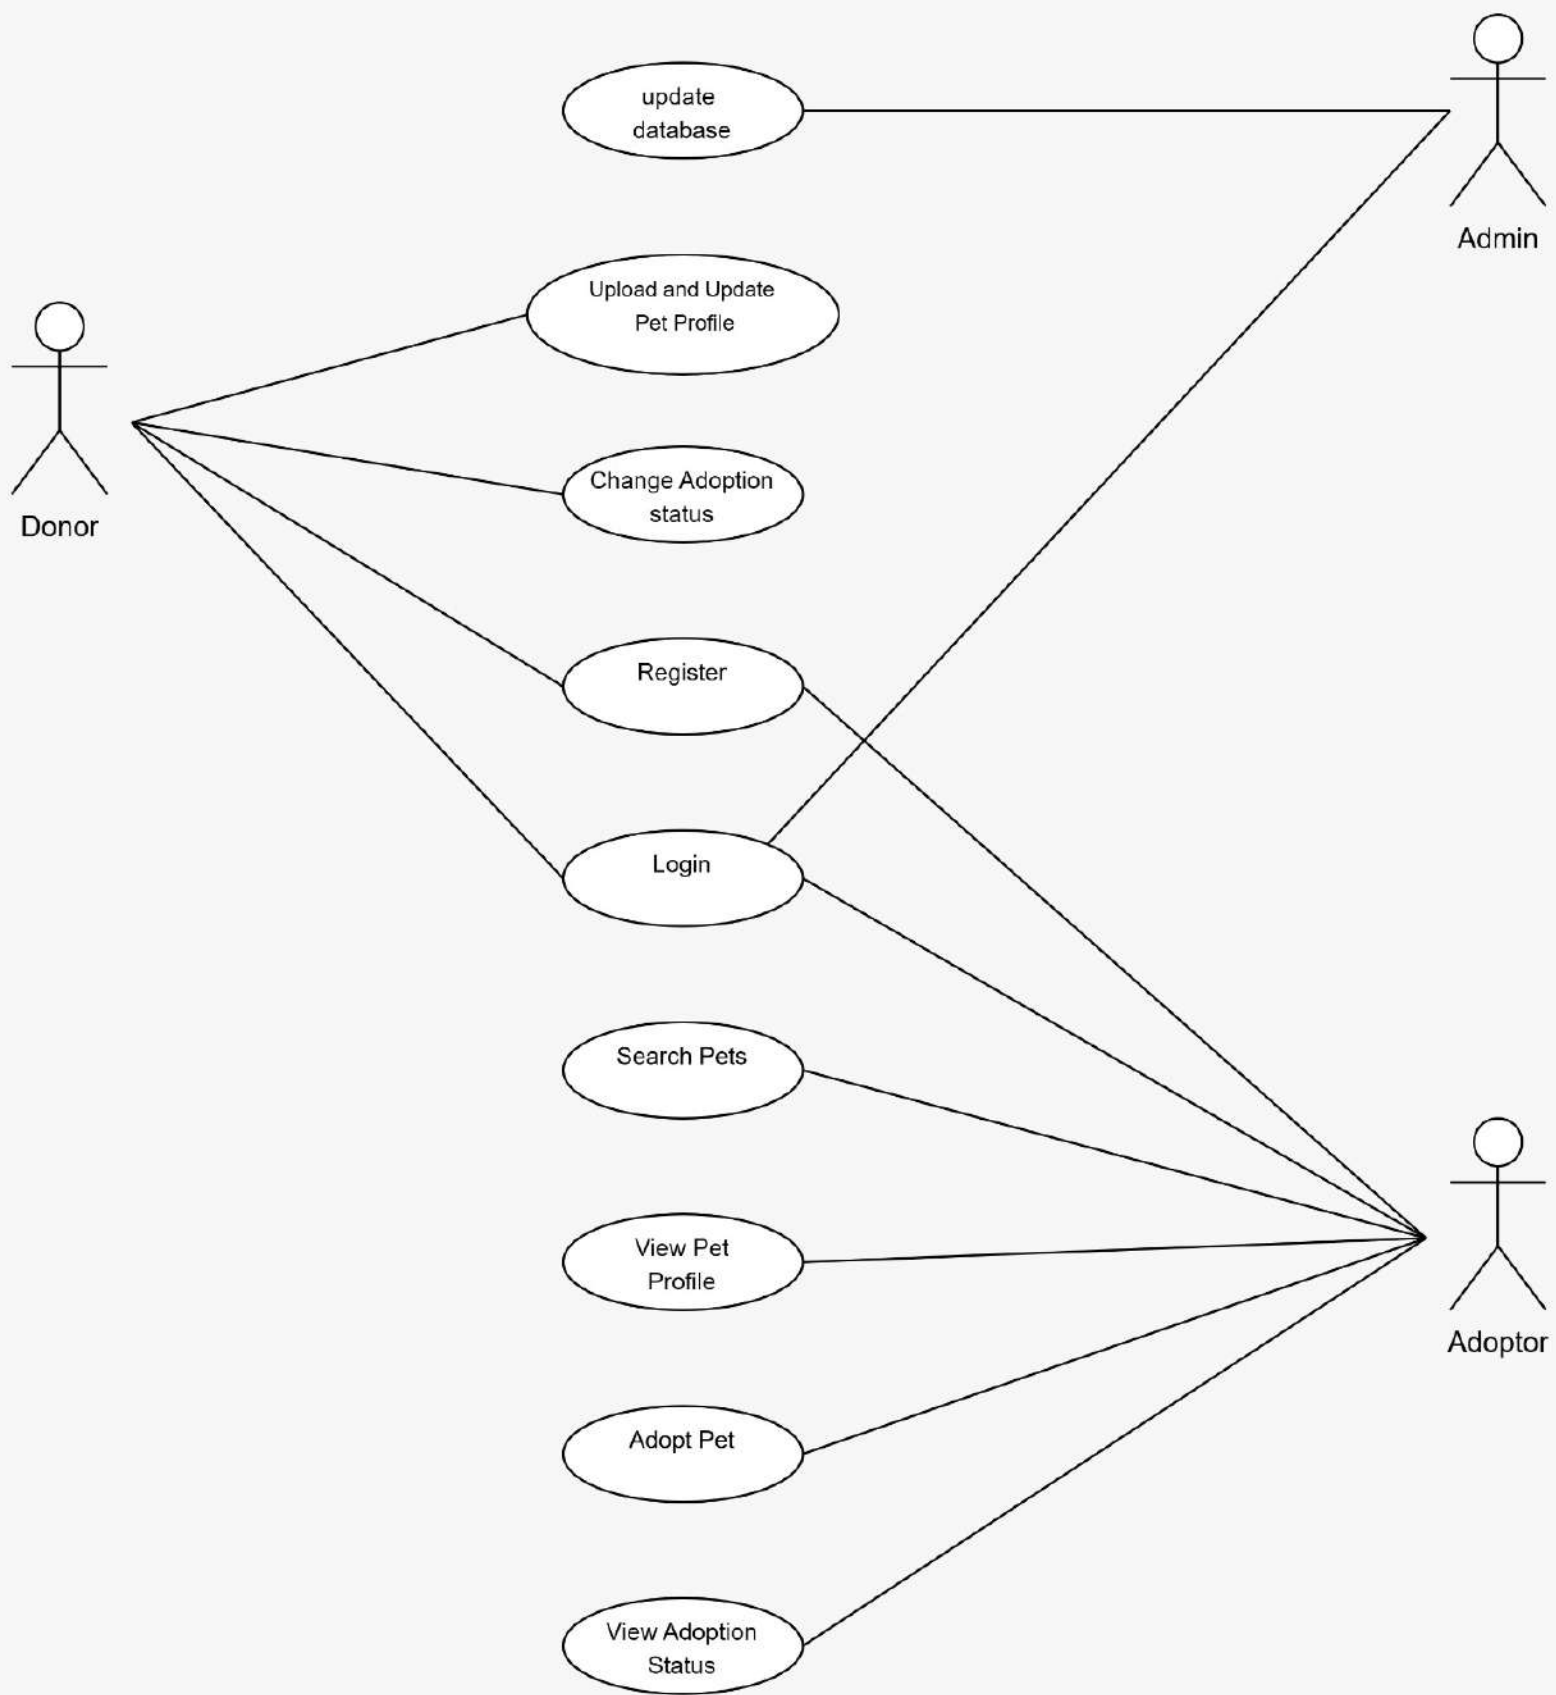 update
database
Admin
Upload and Update
Pet Profile
Donor
Change Adoption
status
Register
Login
Search Pets
View Pet
Profile
Adoptor
Adopt Pet
View Adoption
Status